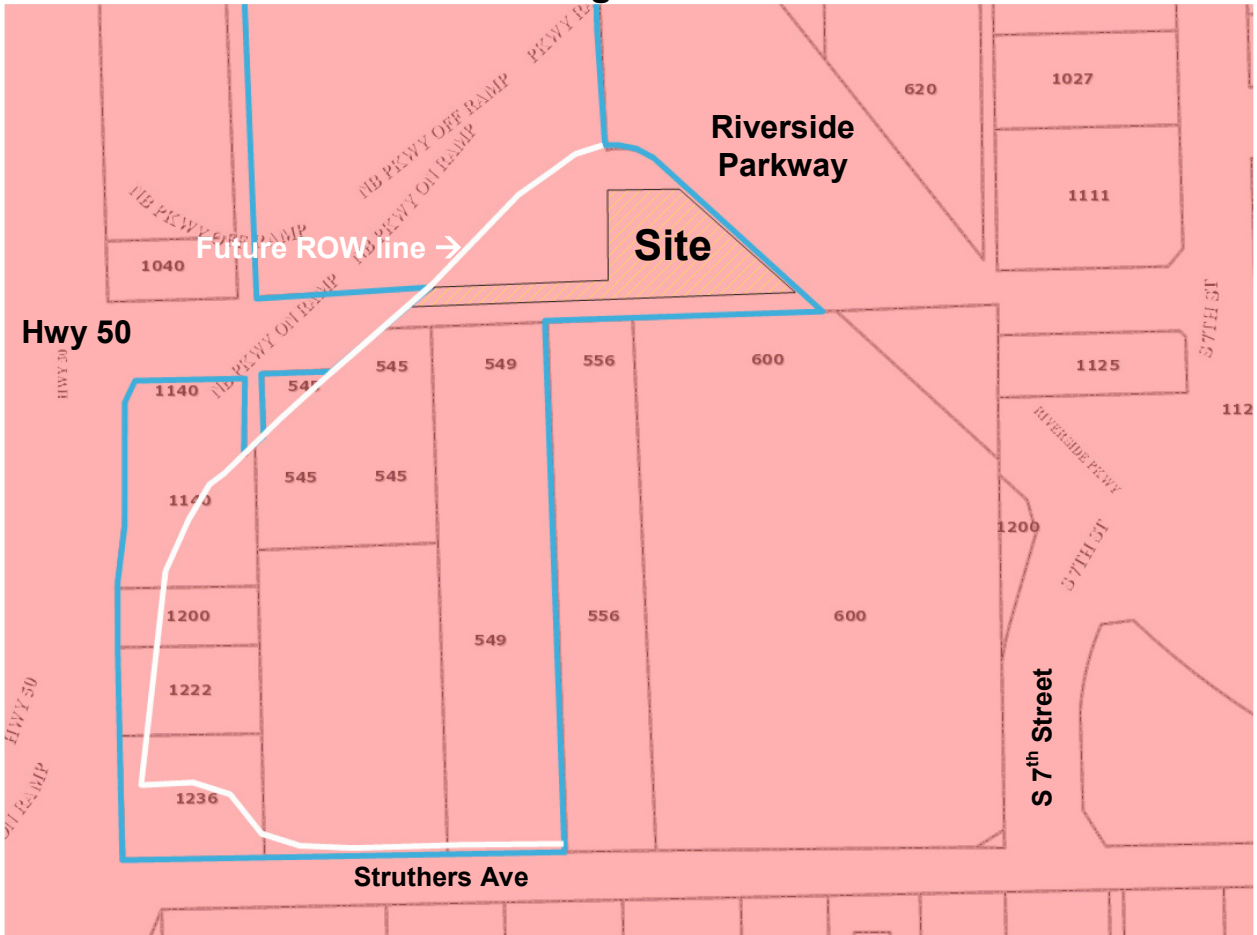 PKWY RA
NB PKWY OFF RAMP
620
1027
Riverside
Parkway
NB PKWY ON RAMP
1111
NB PKWY OFF RAMP
Future ROW line →
Site
1040
S 7TH ST
NB PKWY ON RAMP
Hwy 50
HWY 50
545
549
556
600
1125
1140
545
112
RIVERSIDE PKWY
545
545
1140
1200
S 7TH ST
1200
556
600
549
1222
HWY 50
S 7th Street
ON RAMP
1236
Struthers Ave